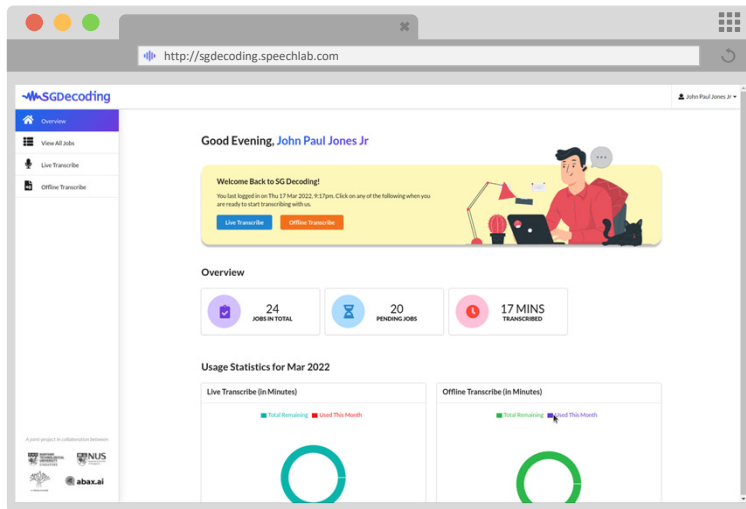 http://sgdecoding.speechlab.com
SGDecoding
John Paul Jones Jr
Overview
View All Jobs
Live Transcribe
Offline Transcribe
Good Evening, John Paul Jones Jr
Welcome Back to SG Decoding!
You last logged in on Thu 17 Mar 2022, 9:17pm. Click on any of the following when you
are ready to start transcribing with us.
Live Transcribe
Offline Transcribe
Overview
24
JOBS IN TOTAL
20
PENDING JOBS
17 MINS
TRANSCRIBED
Usage Statistics for Mar 2022
Live Transcribe (in Minutes)
Total Remaining
Used This Month
Offline Transcribe (in Minutes)
Total Remaining
Used This Month
A joint-project in collaboration between
NANYANG
TECHNOLOGICAL
UNIVERSITY
SINGAPORE
NUS
abax.ai